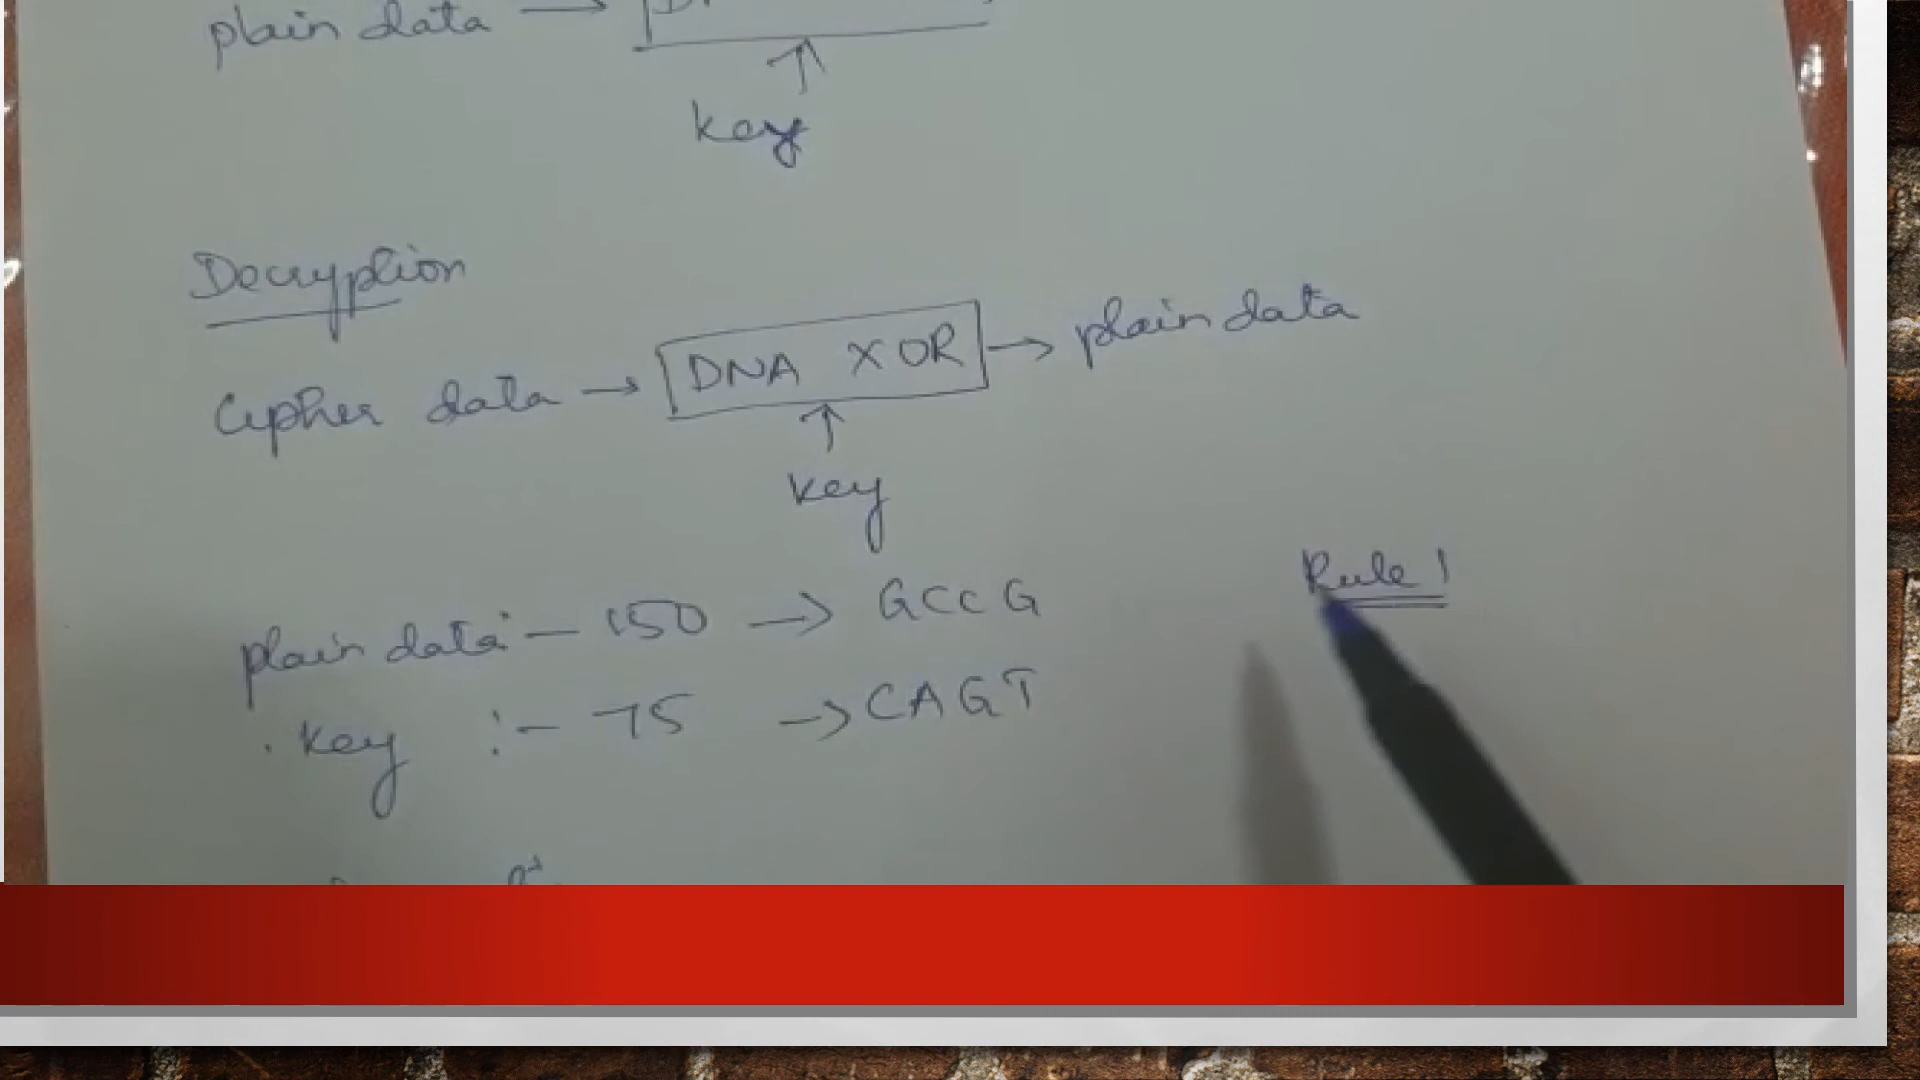 plain data →
key
Decryption
Cipher data → DNA XOR → plain data
key
Rule 1
plain data :- 150 → GCCG
key :- 75 → CAGT